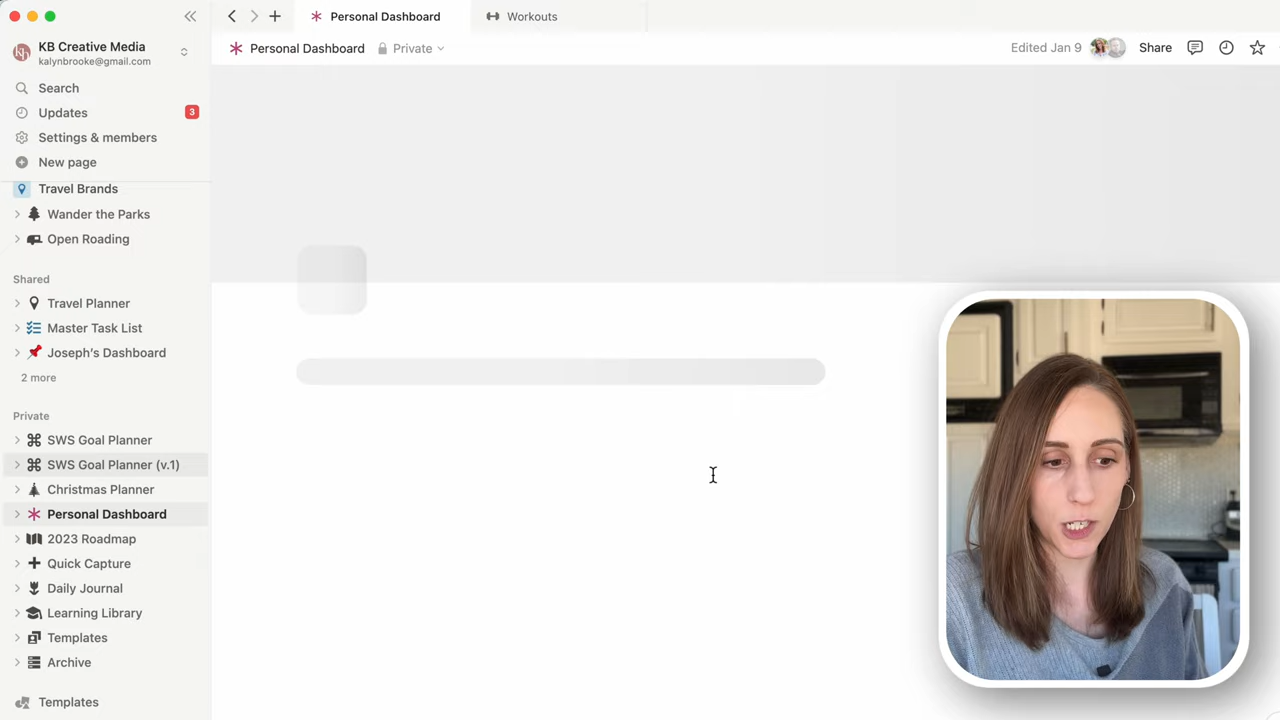 Personal Dashboard
Workouts
KB Creative Media
kalynbrooke@gmail.com
Personal Dashboard Private
Edited Jan 9 Share
Search
Updates 3
Settings & members
New page
Travel Brands
Wander the Parks
Open Roading
Shared
Travel Planner
Master Task List
Joseph's Dashboard
2 more
Private
SWS Goal Planner
SWS Goal Planner (v.1)
Christmas Planner
Personal Dashboard
2023 Roadmap
Quick Capture
Daily Journal
Learning Library
Templates
Archive
Templates